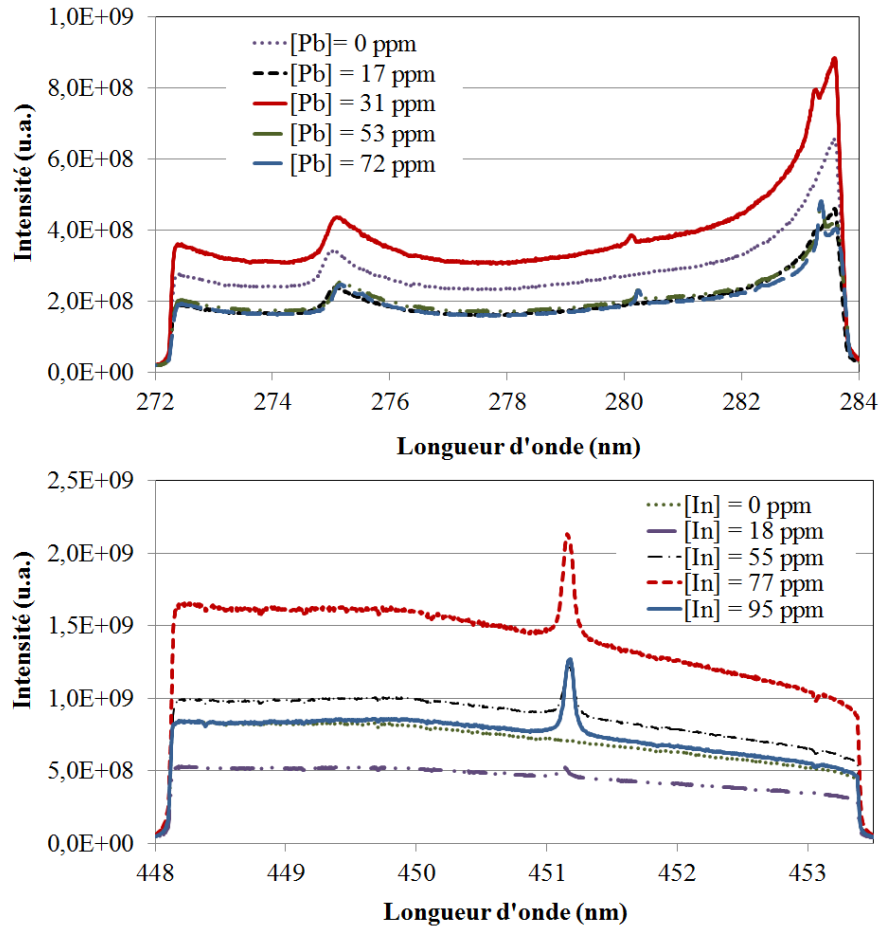 1,0E+09
8,0E+08
6,0E+08
4,0E+08
2,0E+08
0,0E+00
Intensité (u.a.)
[Pb]= 0 ppm
[Pb] = 17 ppm
[Pb] = 31 ppm
[Pb] = 53 ppm
[Pb] = 72 ppm
272 274 276 278 280 282 284
Longueur d'onde (nm)
2,5E+09
2,0E+09
1,5E+09
1,0E+09
5,0E+08
0,0E+00
Intensité (u.a.)
[In] = 0 ppm
[In] = 18 ppm
[In] = 55 ppm
[In] = 77 ppm
[In] = 95 ppm
448 449 450 451 452 453
Longueur d'onde (nm)